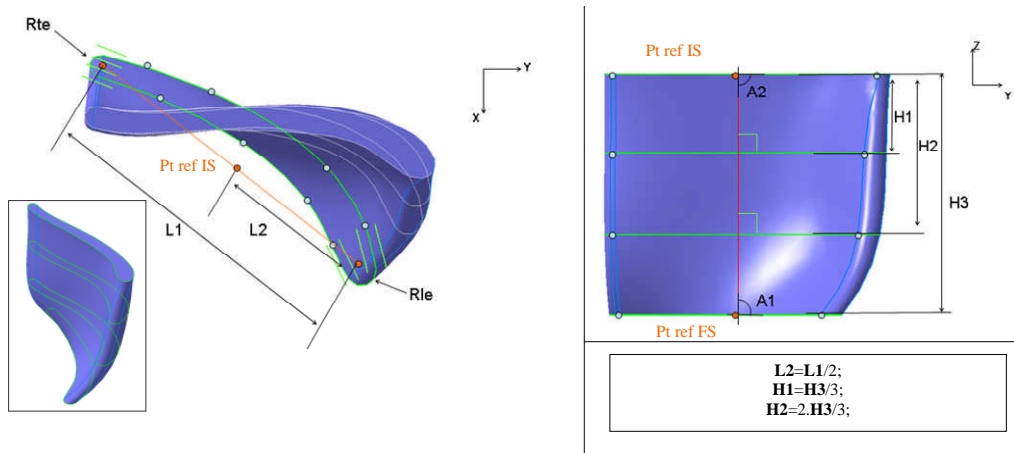 Rte
Y
X
Pt ref IS
L1
L2
Rle
Pt ref IS
Z
Y
A2
H1
H2
H3
A1
Pt ref FS
L2=L1/2;
H1=H3/3;
H2=2.H3/3;